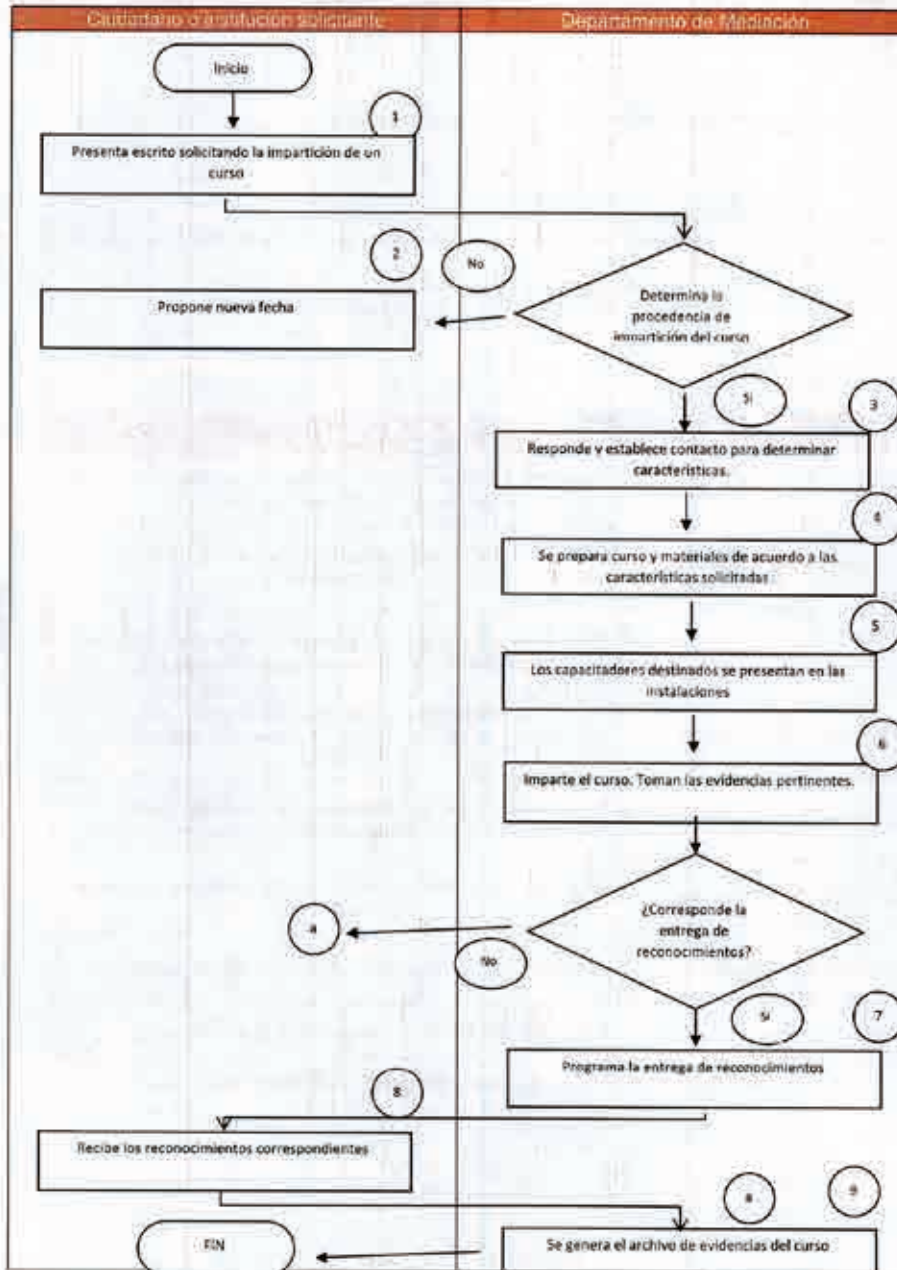 Ciudadano o institución solicitante
Departamento de Mediación
Inicio
1
Presenta escrito solicitando la impartición de un
curso
2
No
Propone nueva fecha
Determina la
procedencia de
impartición del curso
Si
3
Responde y establece contacto para determinar
características.
4
Se prepara curso y materiales de acuerdo a las
características solicitadas
5
Los capacitadores destinados se presentan en las
instalaciones
6
Imparte el curso. Toman las evidencias pertinentes.
¿Corresponde la
entrega de
reconocimientos?
a
No
Si
7
Programa la entrega de reconocimientos
8
Recibe los reconocimientos correspondientes
a
9
FIN
Se genera el archivo de evidencias del curso